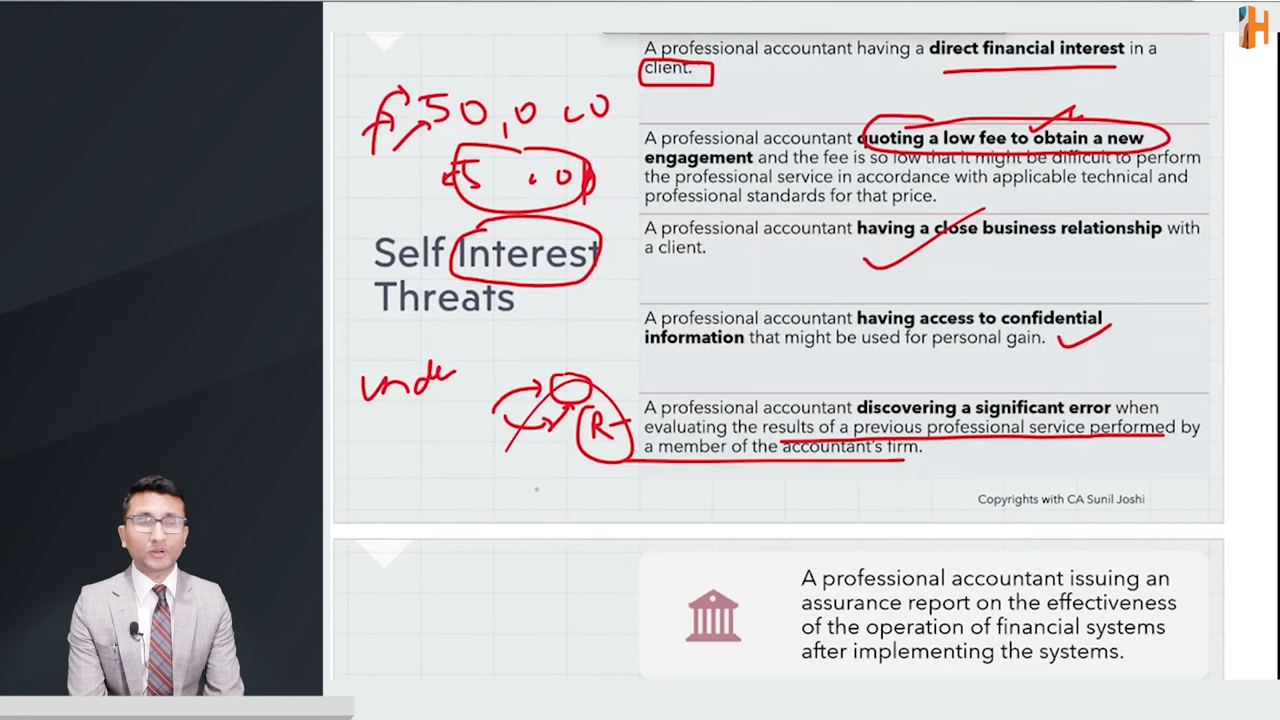 A professional accountant having a direct financial interest in a
client.
A professional accountant quoting a low fee to obtain a new
engagement and the fee is so low that it might be difficult to perform
the professional service in accordance with applicable technical and
professional standards for that price.
A professional accountant having a close business relationship with
a client.
Self Interest
Threats
A professional accountant having access to confidential
information that might be used for personal gain.
A professional accountant discovering a significant error when
evaluating the results of a previous professional service performed by
a member of the accountant's firm.
Copyrights with CA Sunil Joshi
A professional accountant issuing an
assurance report on the effectiveness
of the operation of financial systems
after implementing the systems.
50,000
unde
R
H